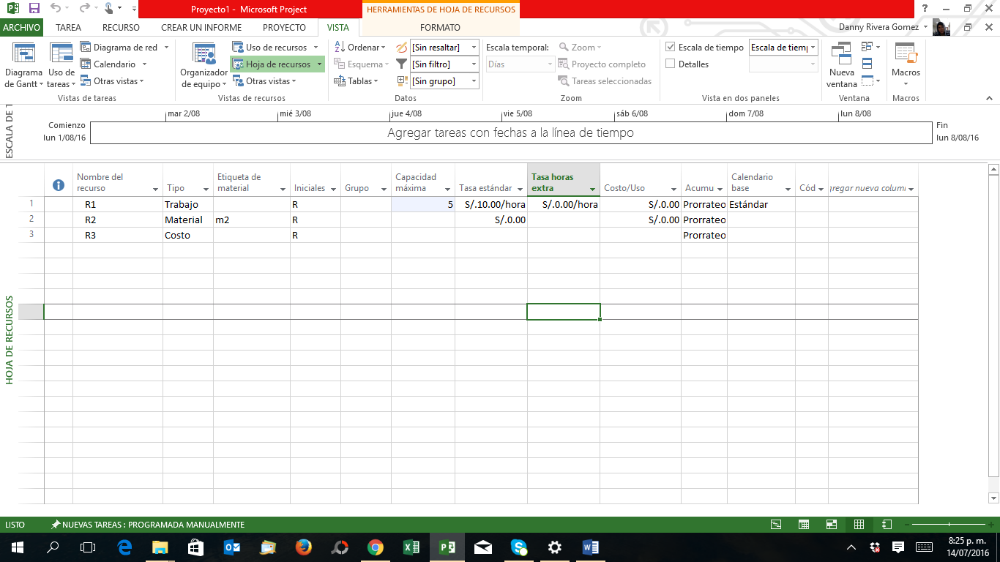 Proyecto1 - Microsoft Project
HERRAMIENTAS DE HOJA DE RECURSOS
ARCHIVO TAREA RECURSO CREAR UN INFORME PROYECTO VISTA FORMATO Danny Rivera Gomez
Diagrama de Gantt
Uso de tareas
Diagrama de red
Calendario
Otras vistas
Vistas de tareas
Organizador de equipo
Uso de recursos
Hoja de recursos
Otras vistas
Vistas de recursos
Ordenar
Esquema
Tablas
[Sin resaltar]
[Sin filtro]
[Sin grupo]
Datos
Escala temporal:
Días
Zoom
Proyecto completo
Tareas seleccionadas
Zoom
Escala de tiempo
Escala de tiemp
Detalles
Vista en dos paneles
Nueva ventana
Ventana
Macros
Macros
ESCALA DE T
mar 2/08 mié 3/08 jue 4/08 vie 5/08 sáb 6/08 dom 7/08 lun 8/08
Comienzo
lun 1/08/16
Agregar tareas con fechas a la línea de tiempo
Fin
lun 8/08/16
HOJA DE RECURSOS
Nombre del recurso Tipo Etiqueta de material Iniciales Grupo Capacidad máxima Tasa estándar Tasa horas extra Costo/Uso Acumu Calendario base Cód regar nueva colum
1 R1 Trabajo R 5 S/.10.00/hora S/.0.00/hora S/.0.00 Prorrateo Estándar
2 R2 Material m2 R S/.0.00 S/.0.00 Prorrateo
3 R3 Costo R Prorrateo
LISTO NUEVAS TAREAS : PROGRAMADA MANUALMENTE
8:25 p. m.
14/07/2016